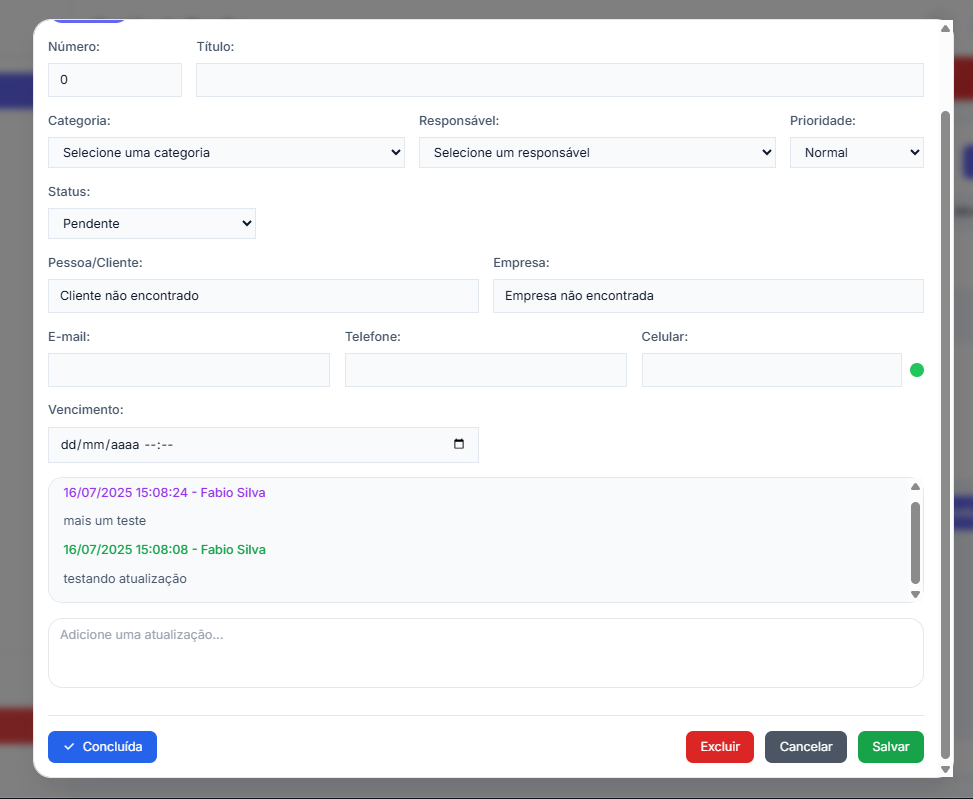 Número: Título:
0
Categoria: Responsável: Prioridade:
Selecione uma categoria Selecione um responsável Normal
Status:
Pendente
Pessoa/Cliente: Empresa:
Cliente não encontrado Empresa não encontrada
E-mail: Telefone: Celular:
Vencimento:
dd/mm/aaaa --:--
16/07/2025 15:08:24 - Fabio Silva
mais um teste
16/07/2025 15:08:08 - Fabio Silva
testando atualização
Adicione uma atualização...
Concluída Excluir Cancelar Salvar